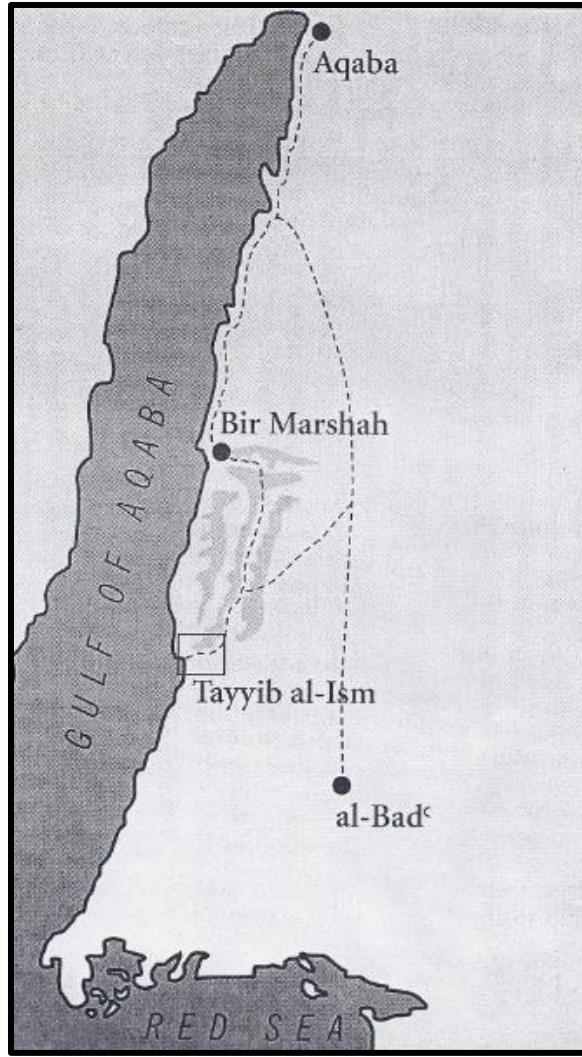 Aqaba
Bir Marshah
GULF OF AQABA
Tayyib al-Ism
al-Badᶜ
RED SEA